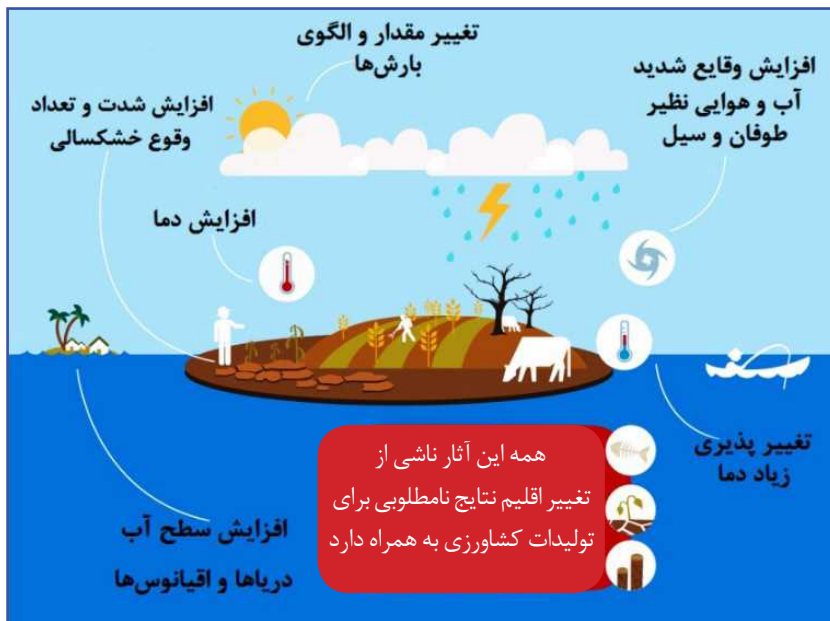 تغییر مقدار و الگوی
بارش‌ها
افزایش وقایع شدید
آب و هوایی نظیر
طوفان و سیل
افزایش شدت و تعداد
وقوع خشکسالی
افزایش دما
تغییر پذیری
زیاد دما
همه این آثار ناشی از
تغییر اقلیم نتایج نامطلوبی برای
تولیدات کشاورزی به همراه دارد
افزایش سطح آب
دریاها و اقیانوس‌ها